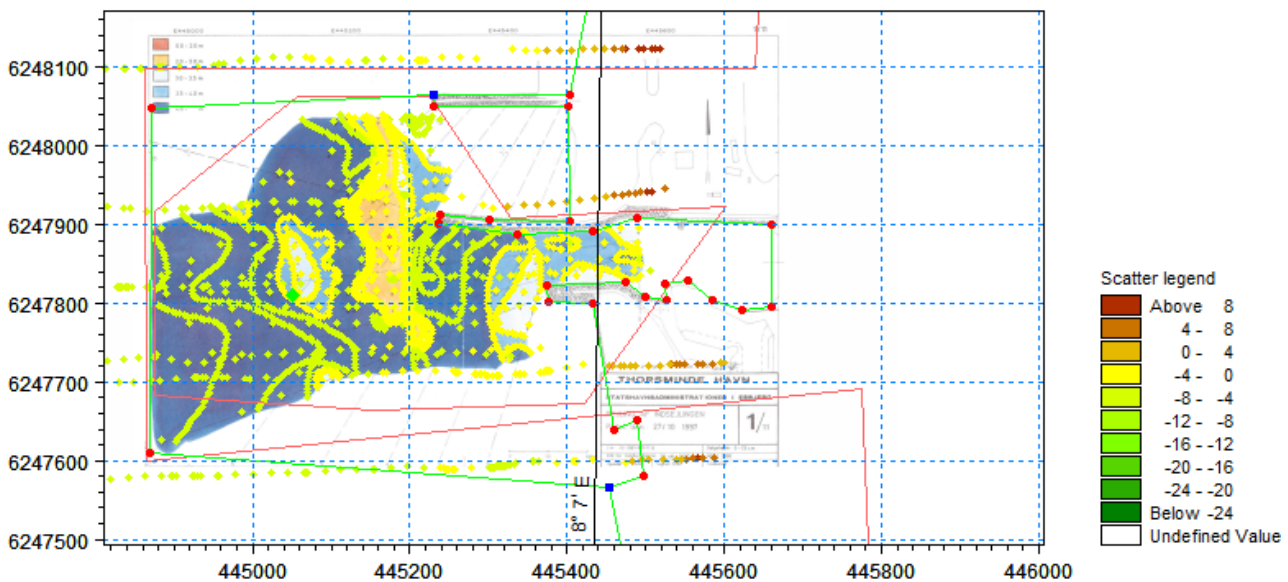 6248100
6248000
6247900
6247800
6247700
6247600
6247500
445000
445200
445400
445600
445800
446000
8° 7' E
THORSMINDE HAVN
1/11
Scatter legend
Above 8
4 - 8
0 - 4
-4 - 0
-8 - -4
-12 - -8
-16 - -12
-20 - -16
-24 - -20
Below -24
Undefined Value